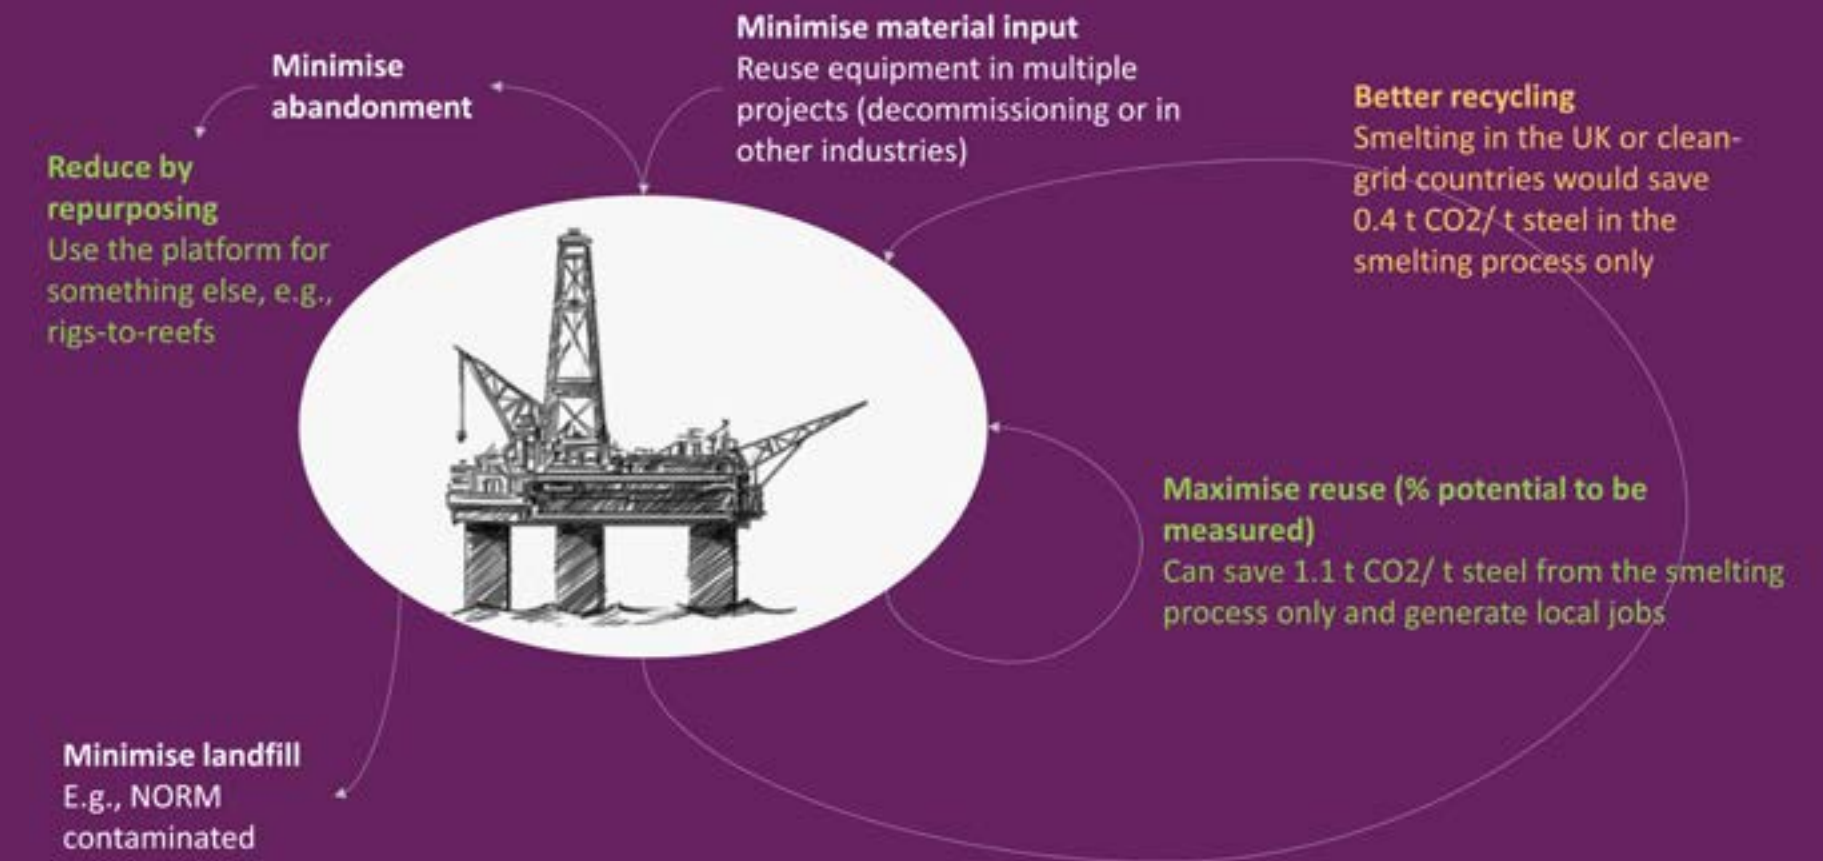 Minimise material input
Reuse equipment in multiple
projects (decommissioning or in
other industries)
Minimise
abandonment
Reduce by
repurposing
Use the platform for
something else, e.g.,
rigs-to-reefs
Better recycling
Smelting in the UK or clean-
grid countries would save
0.4 t CO2/ t steel in the
smelting process only
Maximise reuse (% potential to be
measured)
Can save 1.1 t CO2/ t steel from the smelting
process only and generate local jobs
Minimise landfill
E.g., NORM
contaminated